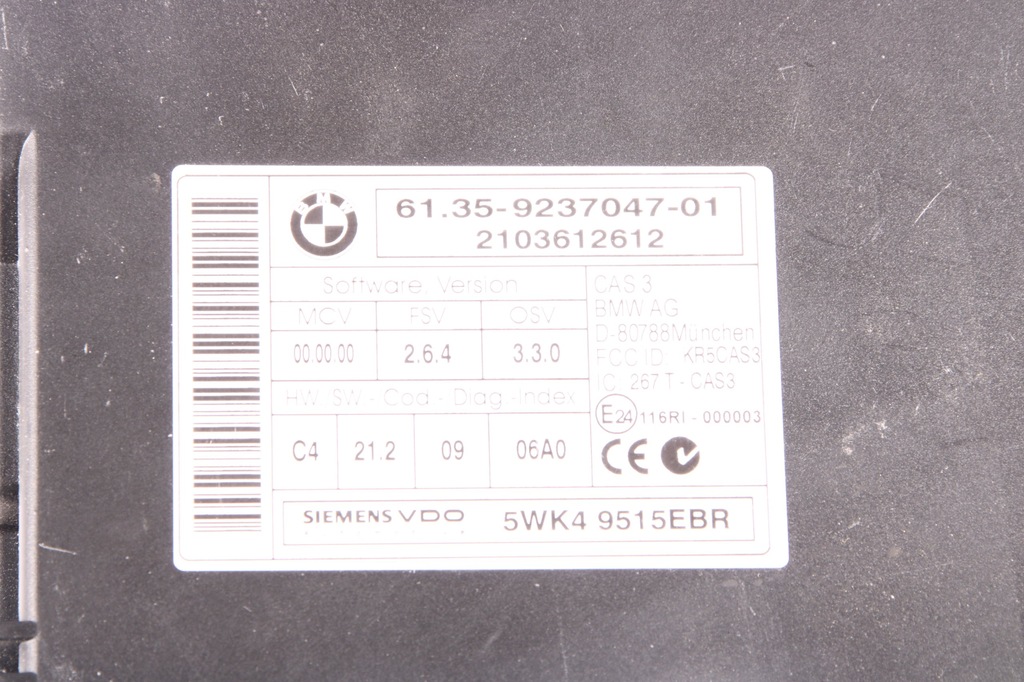 BMW
61.35-9237047-01
2103612612
Software. Version
MCV FSV OSV
00.00.00 2.6.4 3.3.0
HW/SW - Cod - Diag -Index
C4 21.2 09 06A0
CAS 3
BMW AG
D-80788München
FCC ID: KR5CAS3
IC: 267 T - CAS3
E24 116RI - 000003
CE
SIEMENS VDO 5WK4 9515EBR